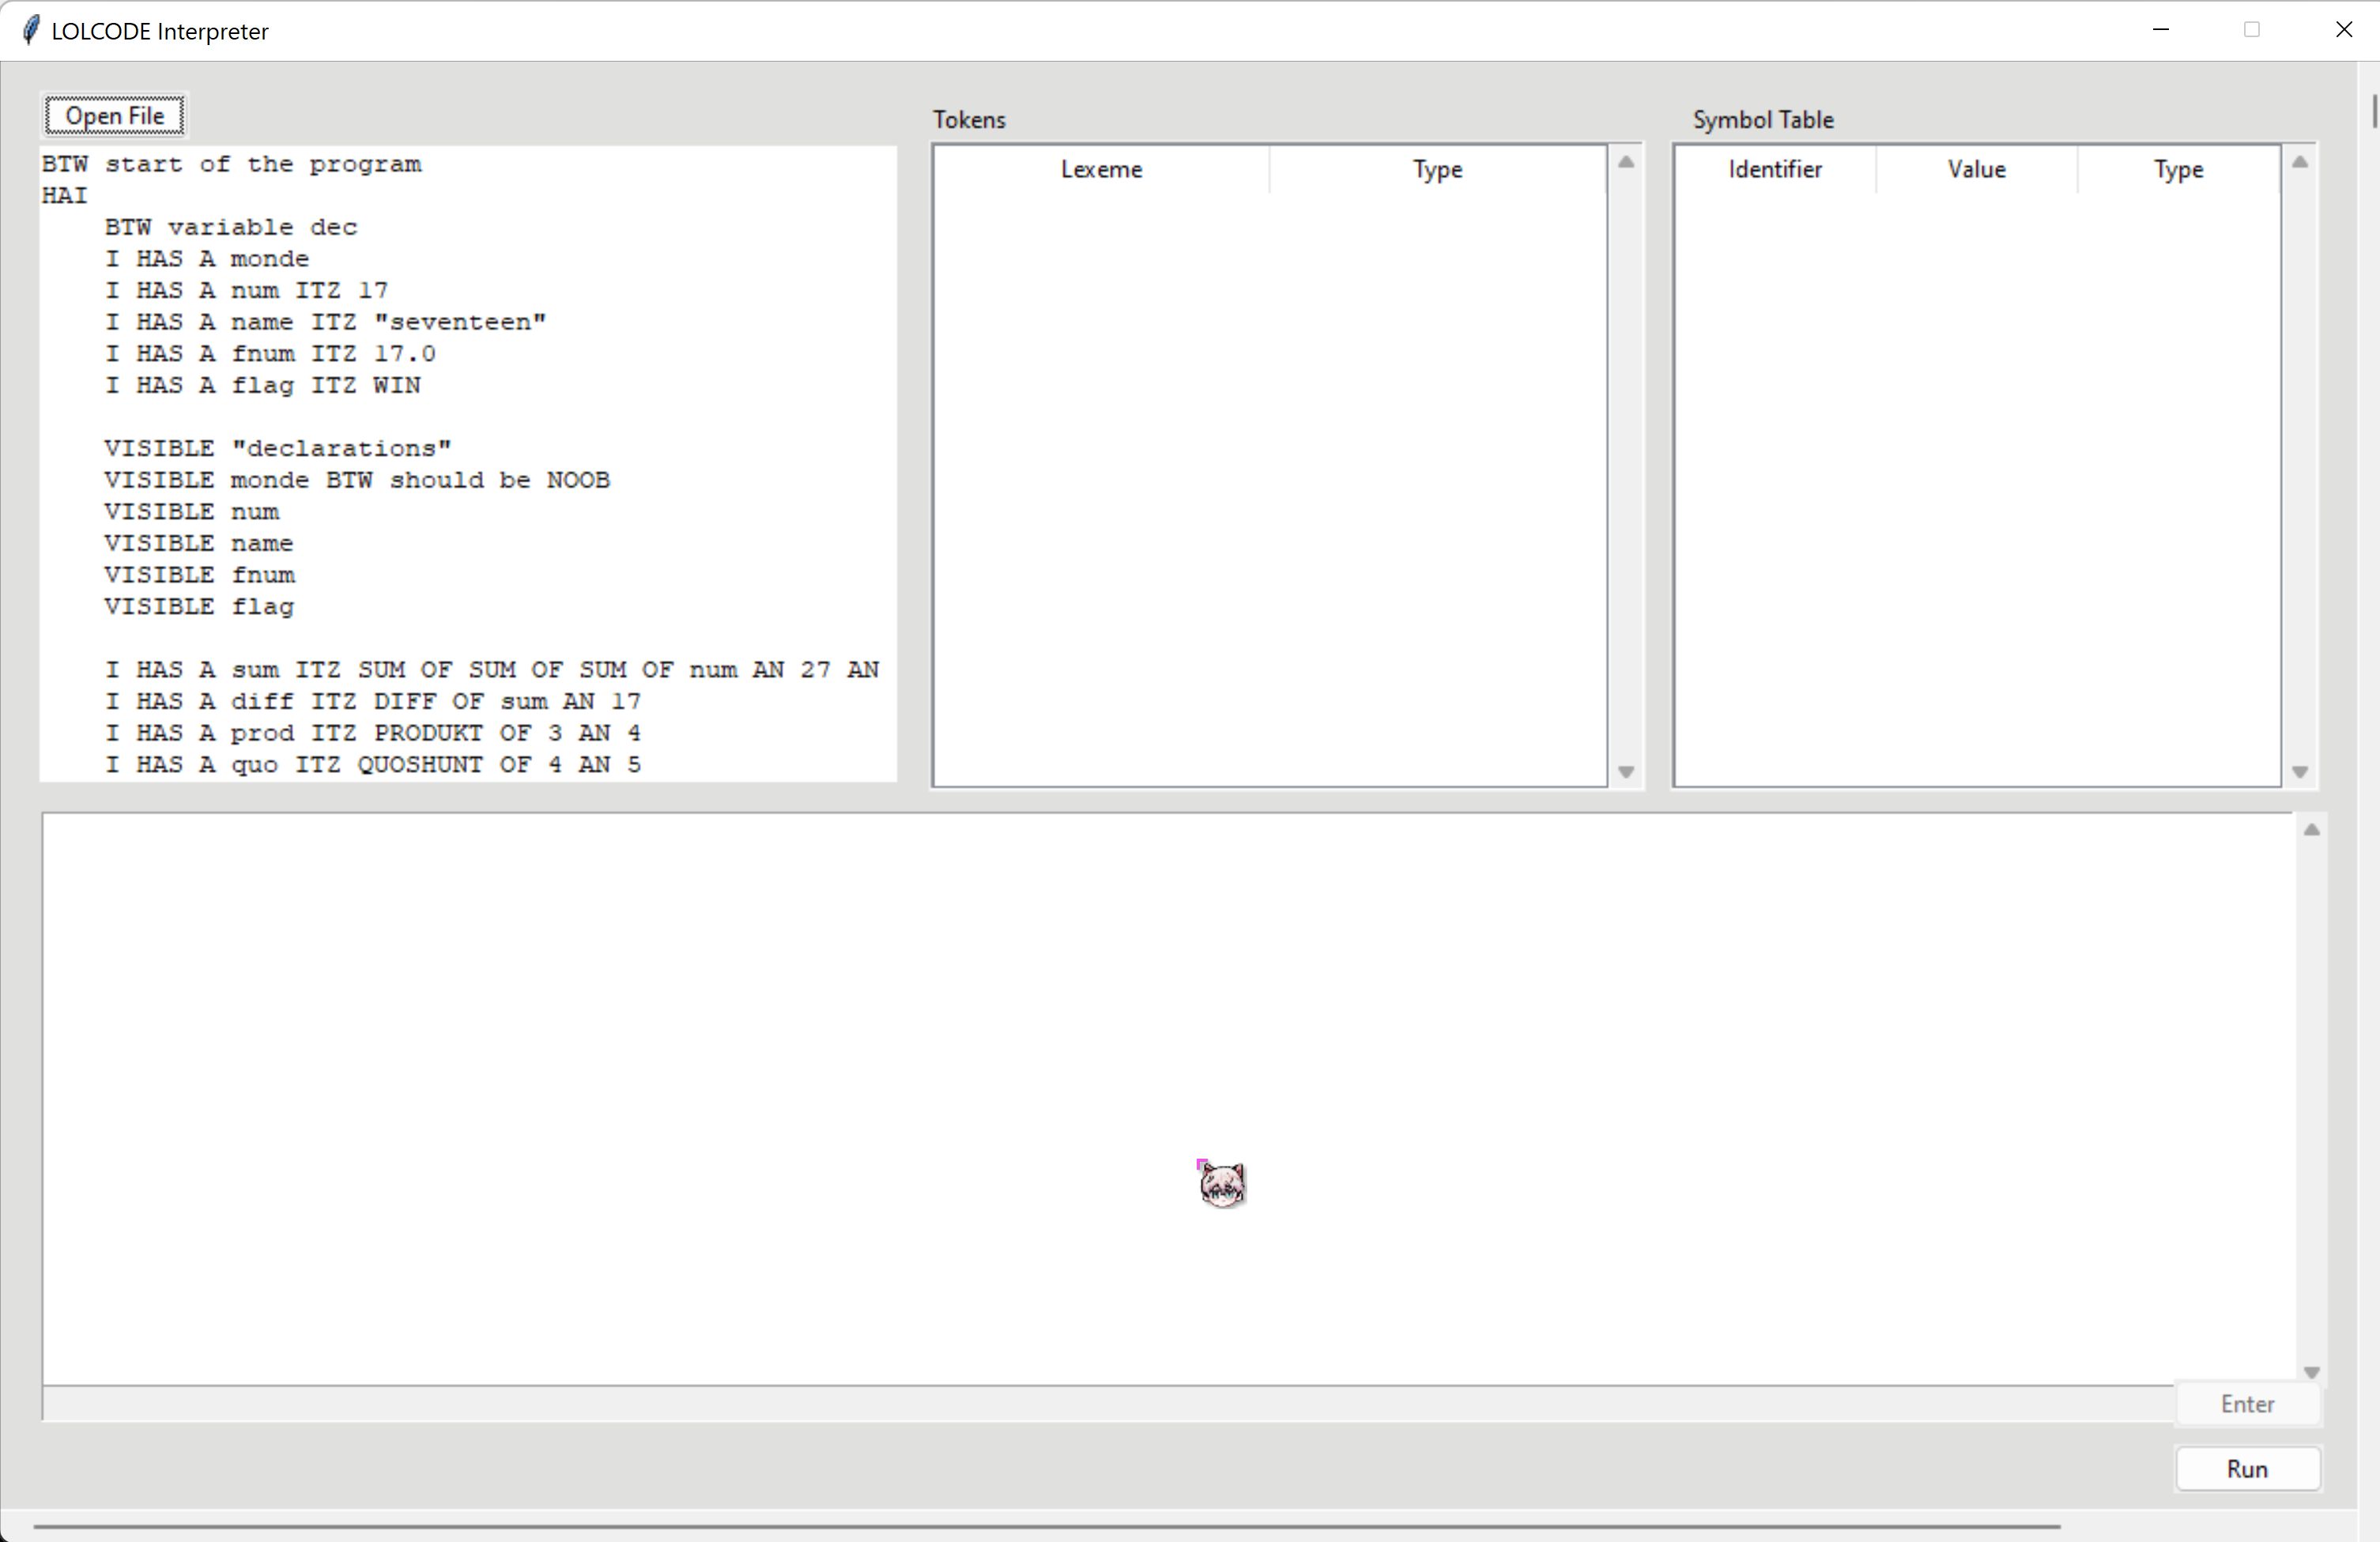 LOLCODE Interpreter
Open File
BTW start of the program
HAI
    BTW variable dec
    I HAS A monde
    I HAS A num ITZ 17
    I HAS A name ITZ "seventeen"
    I HAS A fnum ITZ 17.0
    I HAS A flag ITZ WIN
    VISIBLE "declarations"
    VISIBLE monde BTW should be NOOB
    VISIBLE num
    VISIBLE name
    VISIBLE fnum
    VISIBLE flag
    I HAS A sum ITZ SUM OF SUM OF SUM OF num AN 27 AN
    I HAS A diff ITZ DIFF OF sum AN 17
    I HAS A prod ITZ PRODUKT OF 3 AN 4
    I HAS A quo ITZ QUOSHUNT OF 4 AN 5
Tokens
Lexeme Type
Symbol Table
Identifier Value Type
Enter
Run